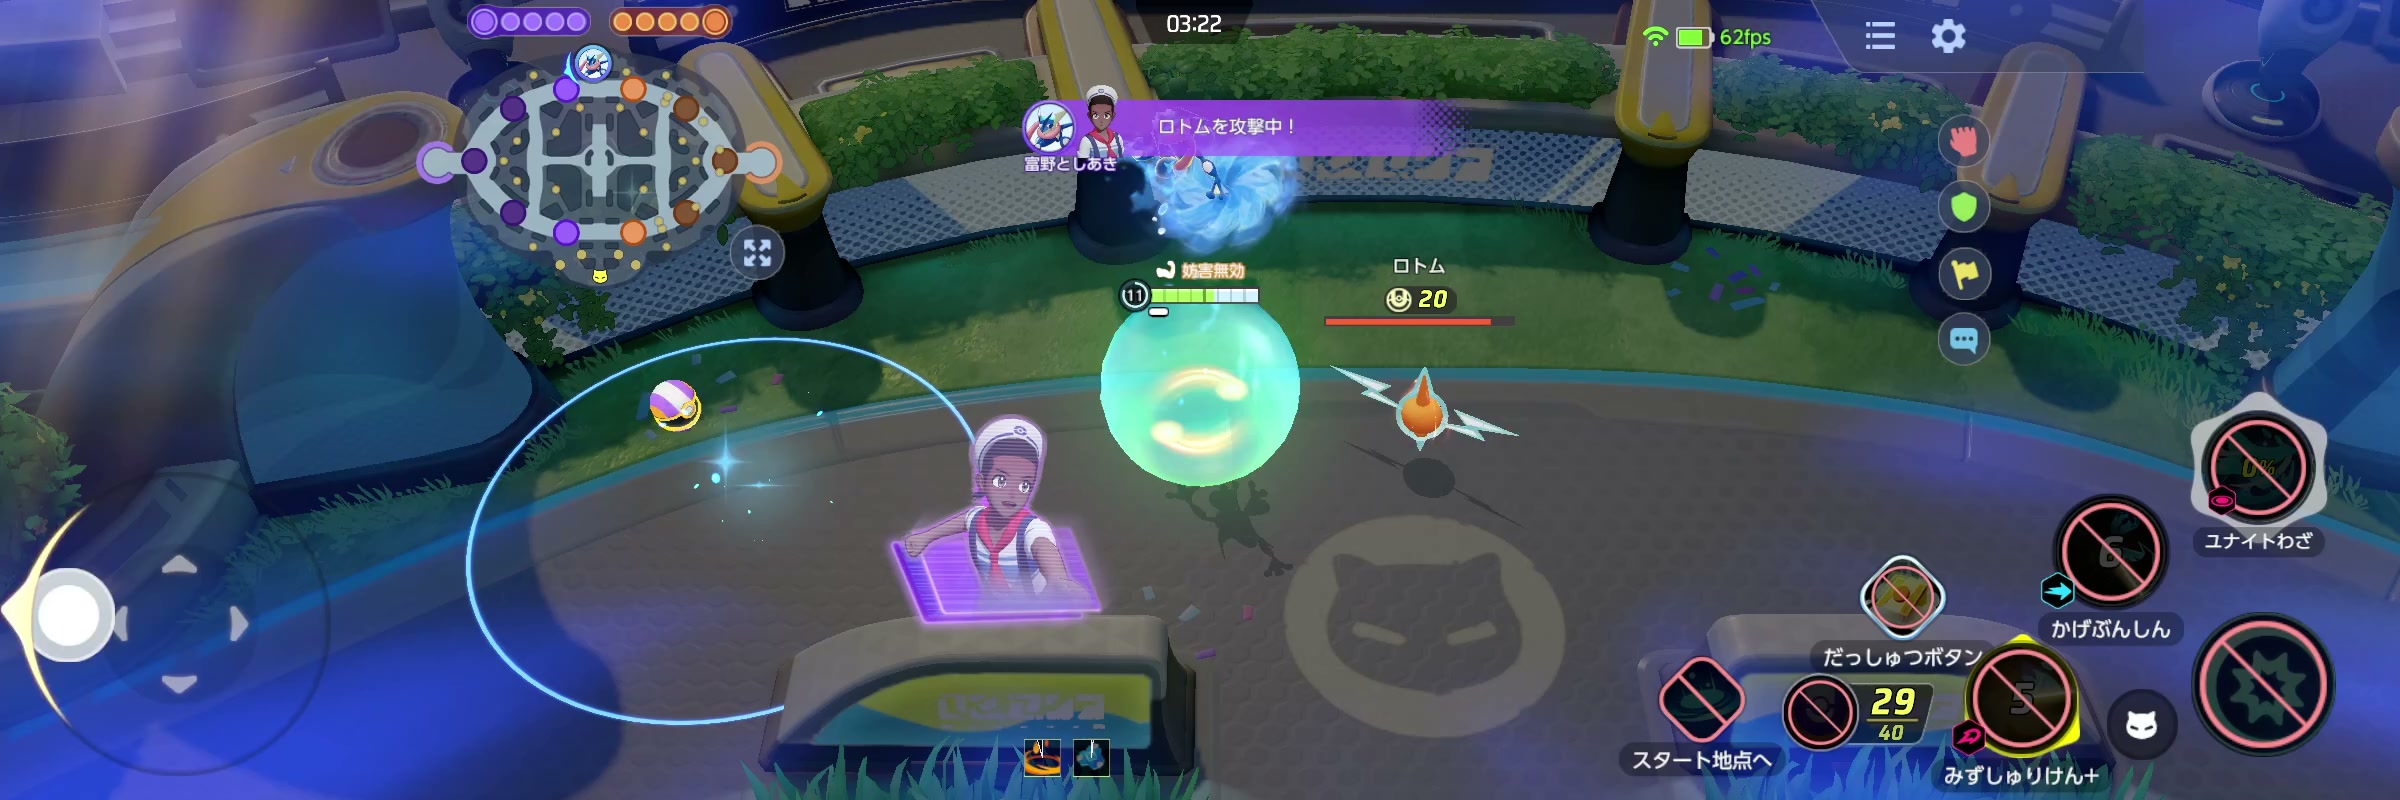 03:22
62fps
ロトムを攻撃中！
富野としあき
妨害無効
11
ロトム
20
0%
ユナイトわざ
6
かげぶんしん
だっしゅつボタン
29
40
5
スタート地点へ
みずしゅりけん+